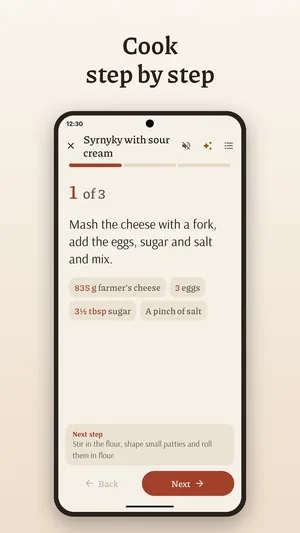 Cook
step by step
12:30
Syrnyky with sour
cream
1 of 3
Mash the cheese with a fork,
add the eggs, sugar and salt
and mix.
835 g farmer's cheese
3 eggs
3½ tbsp sugar
A pinch of salt
Next step
Stir in the flour, shape small patties and roll
them in flour.
Back
Next